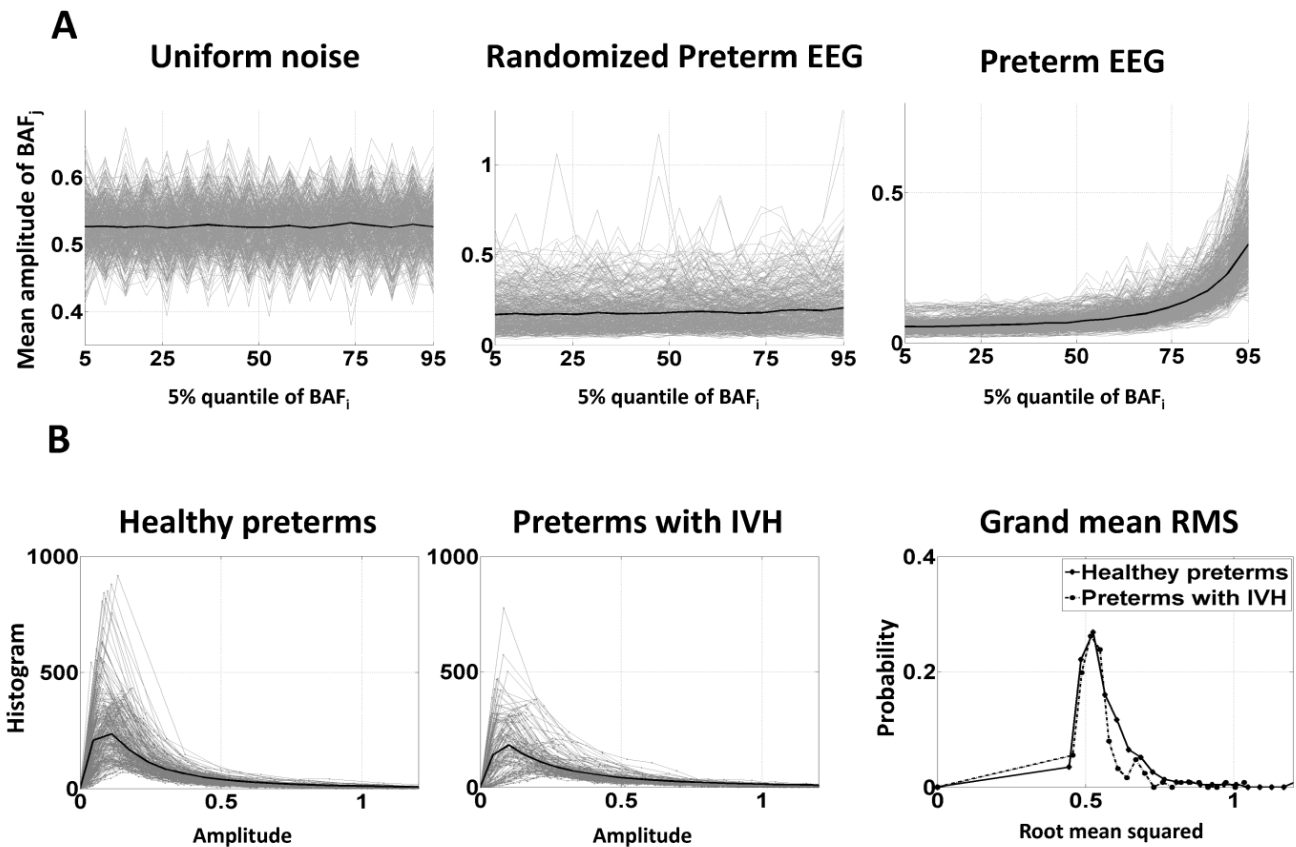 A
Uniform noise
Randomized Preterm EEG
Preterm EEG
Mean amplitude of BAFj
0.6
0.5
0.4
5 25 50 75 95
5% quantile of BAFi
1
0.5
0
5 25 50 75 95
5% quantile of BAFi
0.5
0
5 25 50 75 95
5% quantile of BAFi
B
Healthy preterms
Preterms with IVH
Grand mean RMS
Histogram
1000
500
0
0 0.5 1
Amplitude
1000
500
0
0 0.5 1
Amplitude
Probability
0.4
0.2
0
0 0.5 1
Root mean squared
Healthey preterms
Preterms with IVH